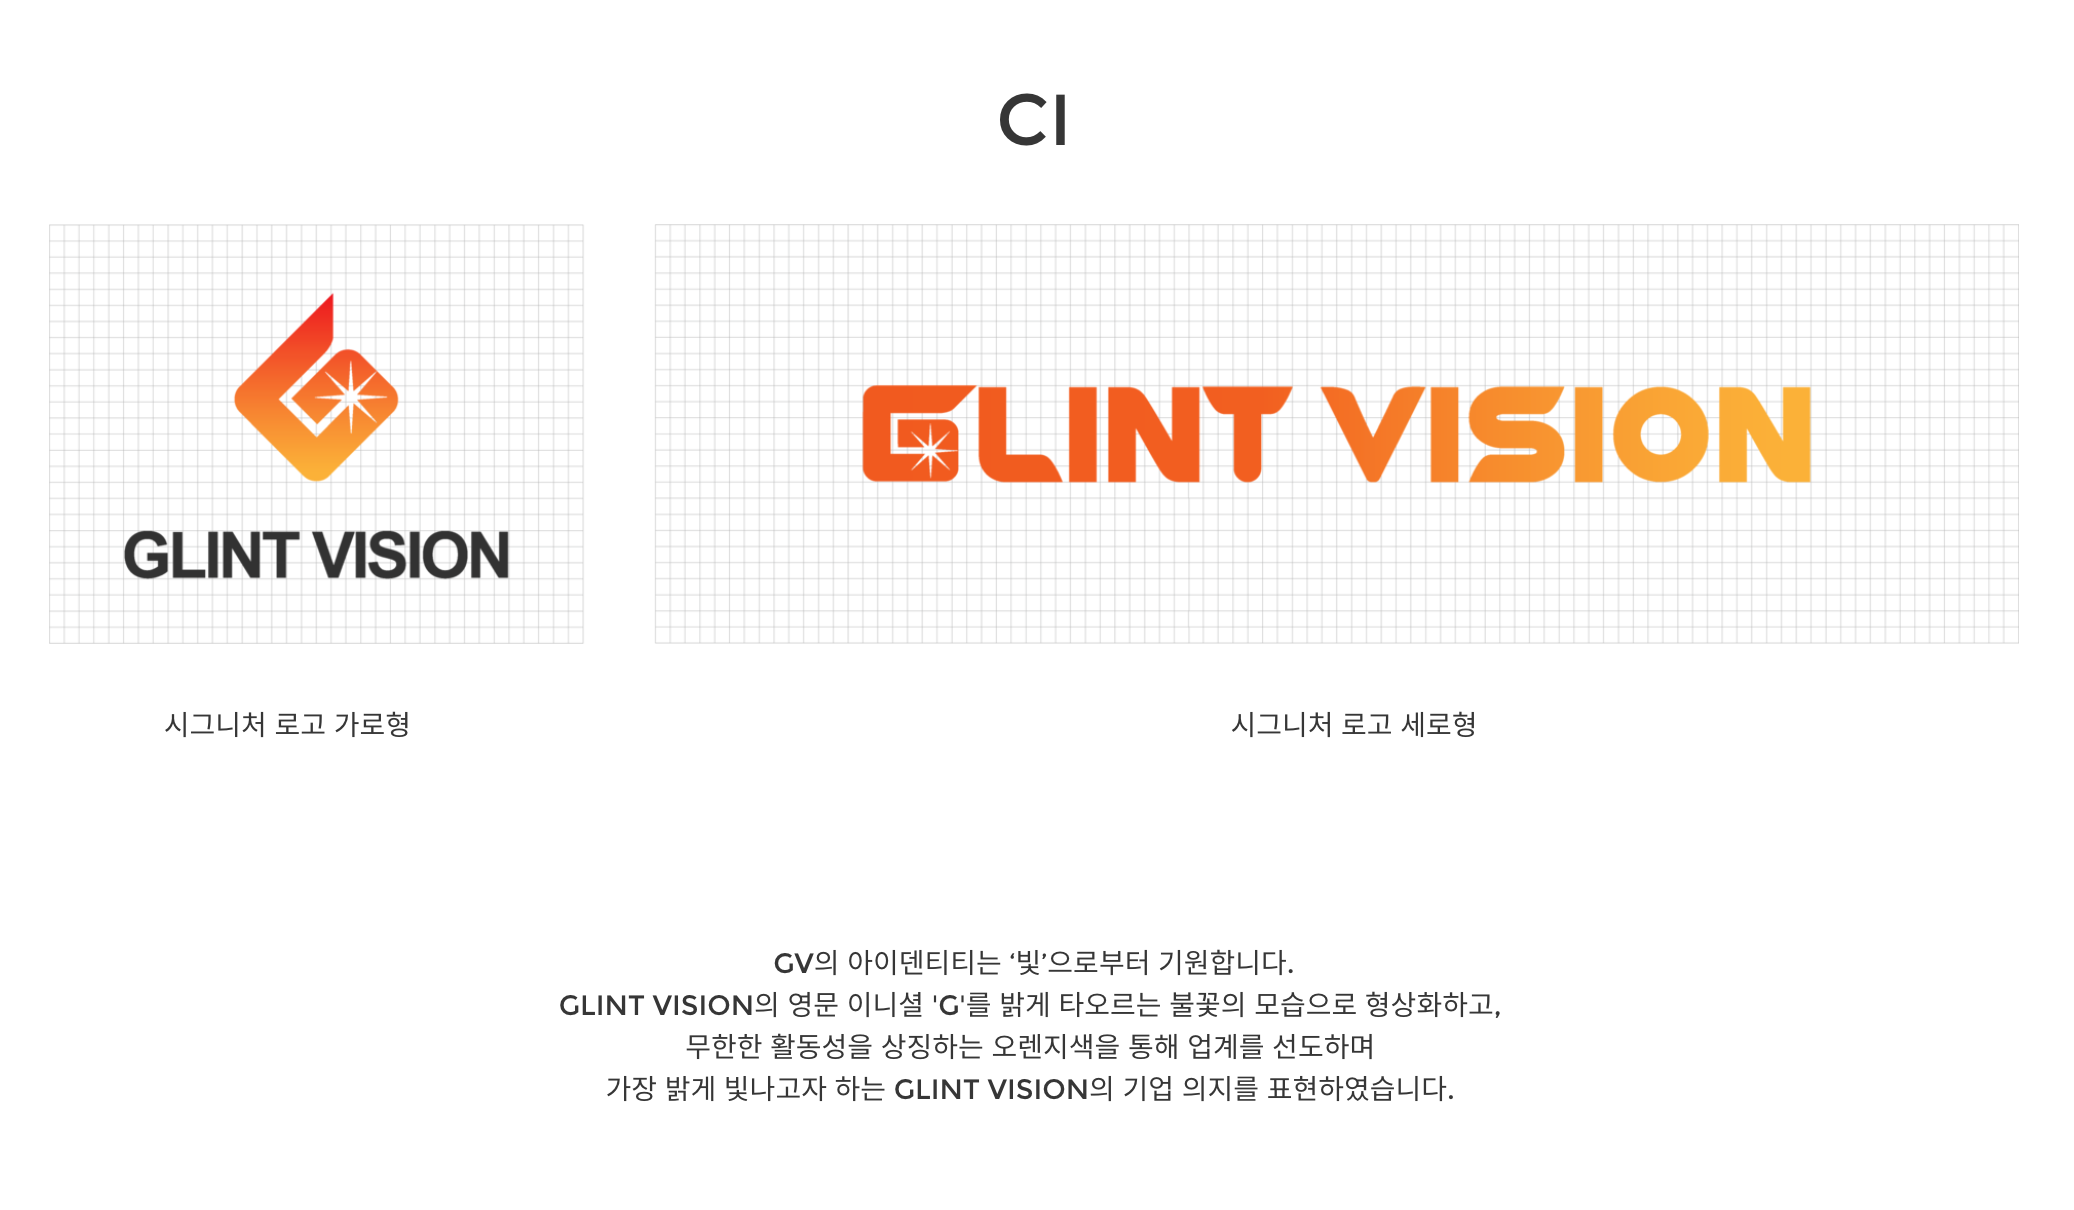 CI
GLINT VISION
GLINT VISION
시그니처 로고 가로형
시그니처 로고 세로형
GV의 아이덴티티는 ‘빛’으로부터 기원합니다.
GLINT VISION의 영문 이니셜 'G'를 밝게 타오르는 불꽃의 모습으로 형상화하고,
무한한 활동성을 상징하는 오렌지색을 통해 업계를 선도하며
가장 밝게 빛나고자 하는 GLINT VISION의 기업 의지를 표현하였습니다.